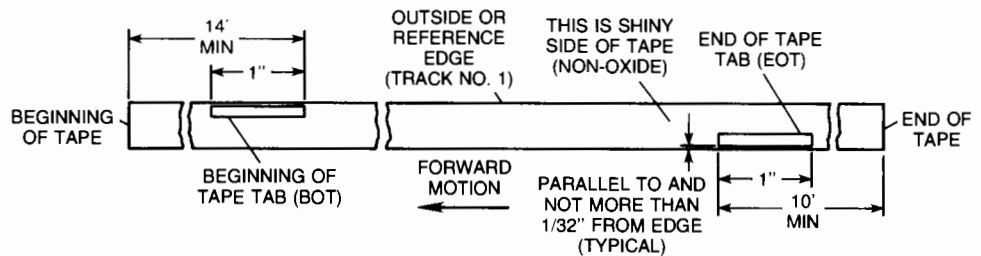 14'
MIN
1"
OUTSIDE OR
REFERENCE
EDGE
(TRACK NO. 1)
THIS IS SHINY
SIDE OF TAPE
(NON-OXIDE)
END OF TAPE
TAB (EOT)
BEGINNING
OF TAPE
END OF
TAPE
BEGINNING OF
TAPE TAB (BOT)
FORWARD
MOTION
PARALLEL TO AND
NOT MORE THAN
1/32" FROM EDGE
(TYPICAL)
1"
10'
MIN